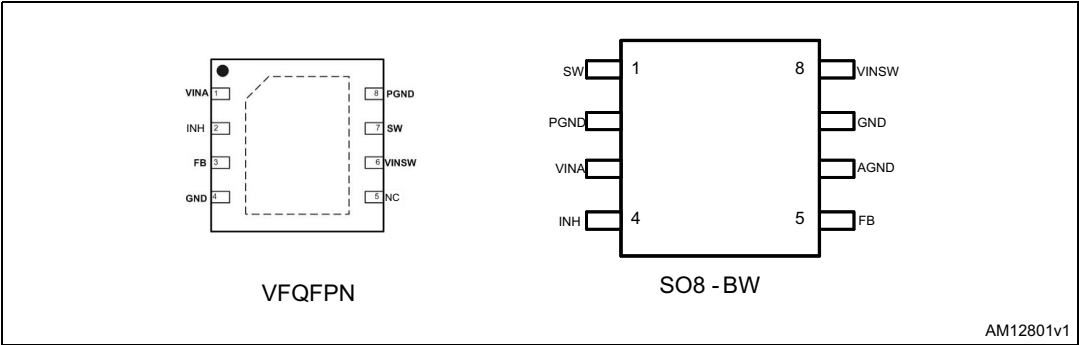 VINA 1
INH 2
FB 3
GND 4
8 PGND
7 SW
6 VINSW
5 NC
VFQFPN
SW 1
PGND
VINA
INH 4
8 VINSW
GND
AGND
5 FB
SO8 - BW
AM12801v1